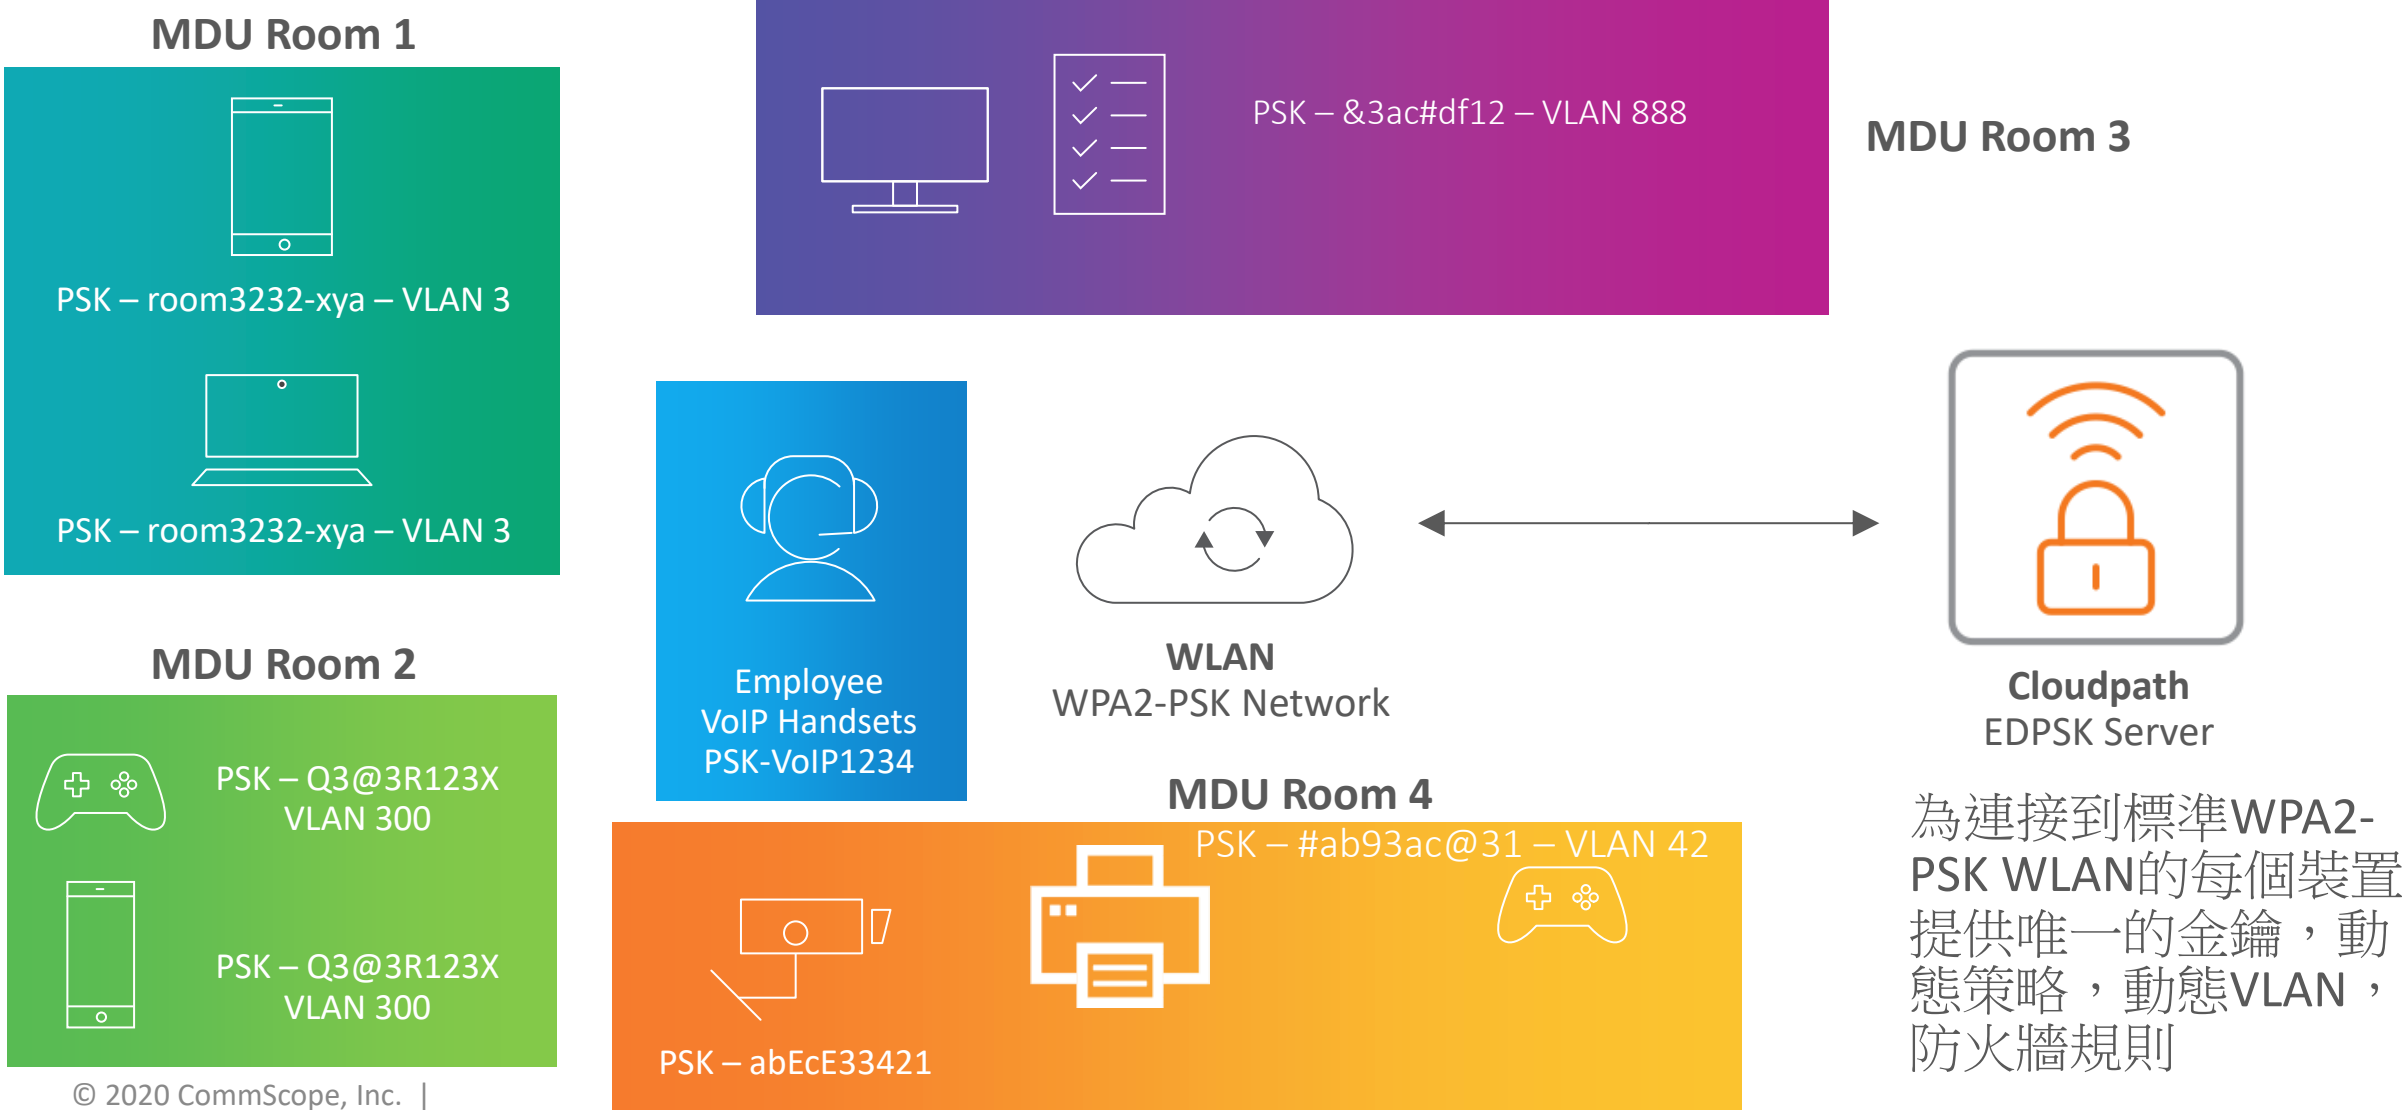 MDU Room 1
PSK – room3232-xya – VLAN 3
PSK – room3232-xya – VLAN 3
MDU Room 2
PSK – Q3@3R123X
VLAN 300
PSK – Q3@3R123X
VLAN 300
© 2020 CommScope, Inc. |
PSK – &3ac#df12 – VLAN 888
MDU Room 3
Employee
VoIP Handsets
PSK-VoIP1234
WLAN
WPA2-PSK Network
Cloudpath
EDPSK Server
MDU Room 4
PSK – #ab93ac@31 – VLAN 42
PSK – abEcE33421
為連接到標準WPA2-
PSK WLAN的每個裝置
提供唯一的金鑰，動
態策略，動態VLAN，
防火牆規則